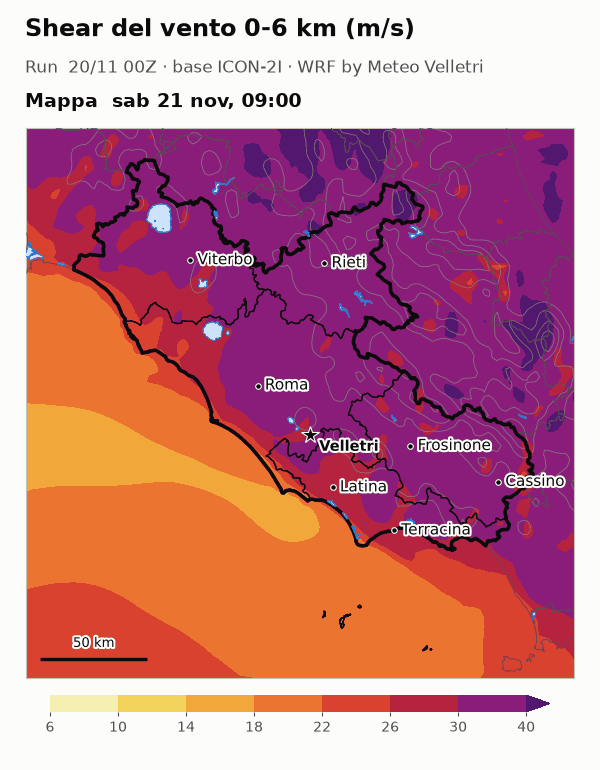 Shear del vento 0-6 km (m/s)
Run  20/11 00Z · base ICON-2I · WRF by Meteo Velletri
Mappa  sab 21 nov, 09:00
Viterbo
Rieti
Roma
Velletri
Frosinone
Cassino
Latina
Terracina
50 km
6 10 14 18 22 26 30 40